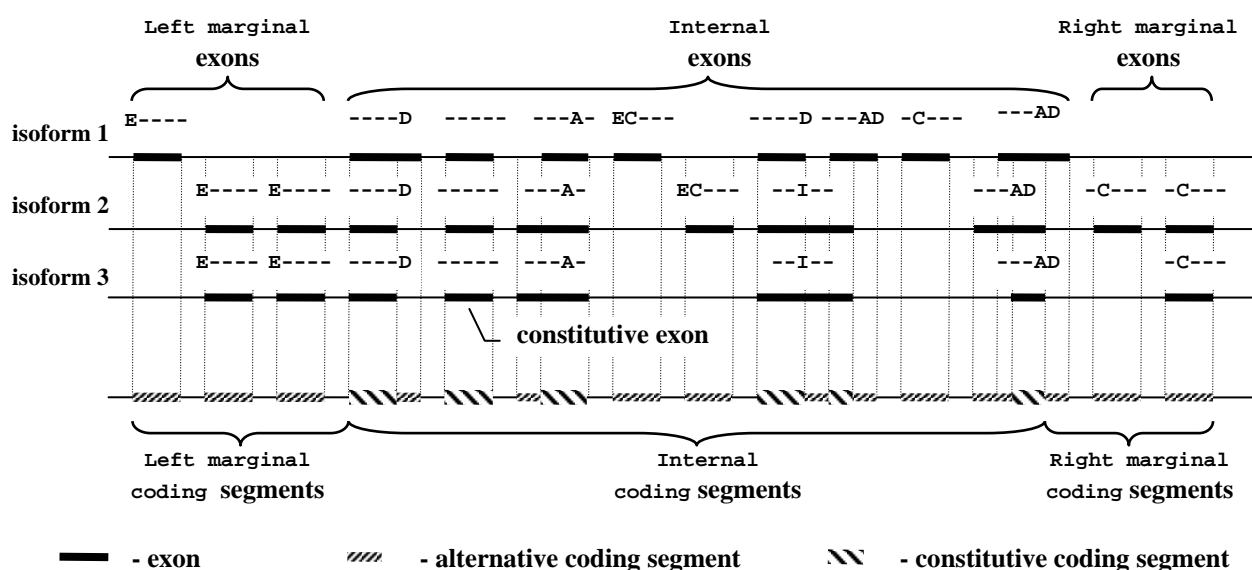 Left marginal exons
Internal exons
Right marginal exons
isoform 1
E----- ----D ----- ---A- EC--- ----D ---AD -C--- ---AD
isoform 2
E----- E----- ----D ----- ---A- EC---- --I-- ---AD -C--- -C----
isoform 3
E----- E----- ----D ----- ---A- --I-- ---AD -C----
constitutive exon
Left marginal coding segments
Internal coding segments
Right marginal coding segments
- exon
- alternative coding segment
- constitutive coding segment